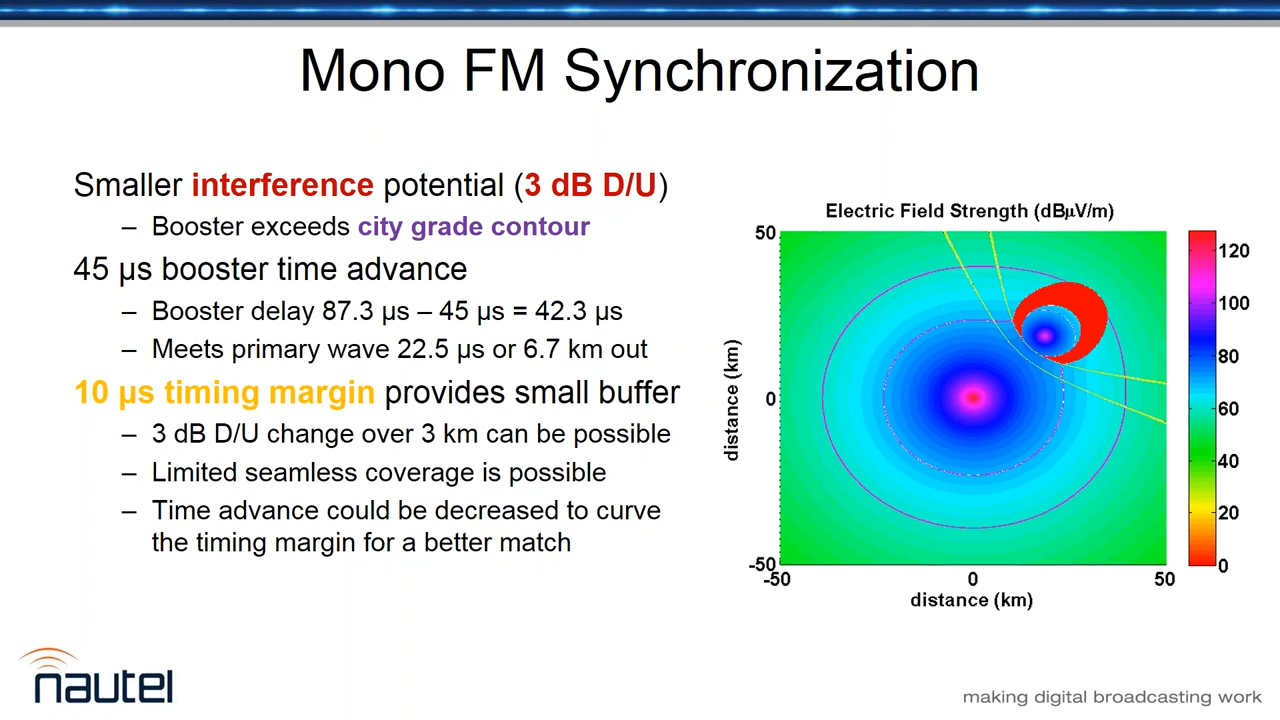 Mono FM Synchronization
Smaller interference potential (3 dB D/U)
– Booster exceeds city grade contour
45 µs booster time advance
– Booster delay 87.3 µs – 45 µs = 42.3 µs
– Meets primary wave 22.5 µs or 6.7 km out
10 µs timing margin provides small buffer
– 3 dB D/U change over 3 km can be possible
– Limited seamless coverage is possible
– Time advance could be decreased to curve
the timing margin for a better match
Electric Field Strength (dBµV/m)
50
0
-50
distance (km)
-50
0
50
distance (km)
120
100
80
60
40
20
0
nautel
making digital broadcasting work